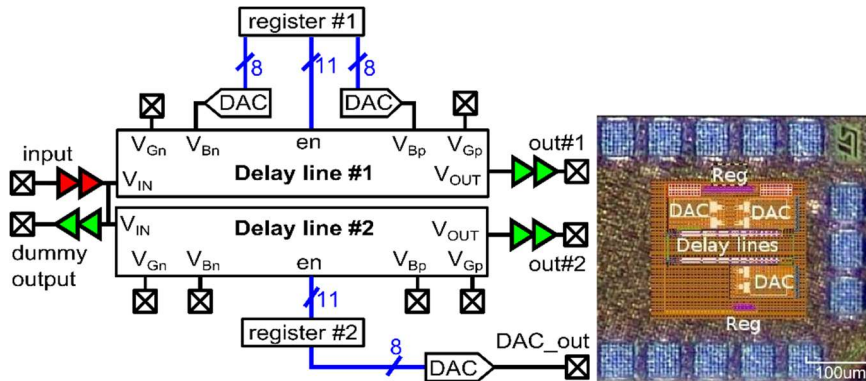 register #1
8
11
8
DAC
DAC
V_Gn
V_Bn
en
V_Bp
V_Gp
out#1
input
V_IN
Delay line #1
V_OUT
V_IN
Delay line #2
V_OUT
dummy
output
V_Gn
V_Bn
en
V_Bp
V_Gp
out#2
11
register #2
8
DAC
DAC_out
ST
Reg
DAC
DAC
Delay lines
DAC
Reg
100um